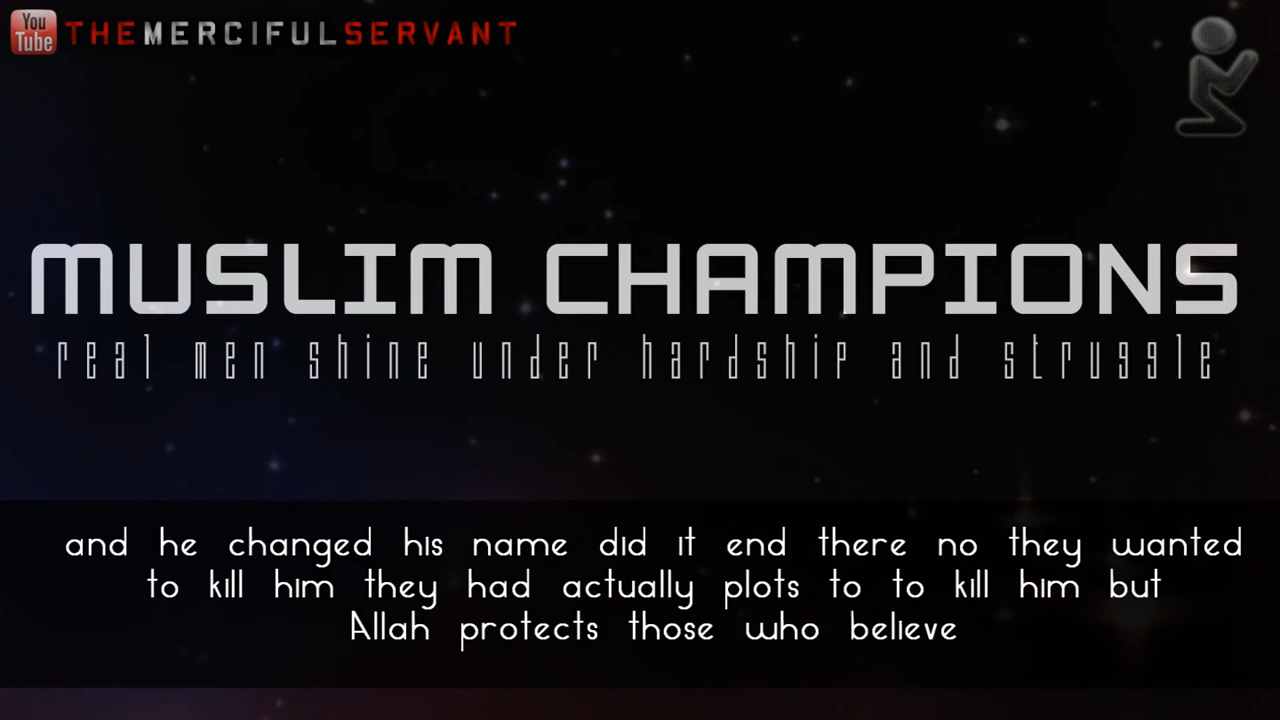 You Tube THEMERCIFULSERVANT
MUSLIM CHAMPIONS
real men shine under hardship and struggle
and he changed his name did it end there no they wanted
to kill him they had actually plots to to kill him but
Allah protects those who believe